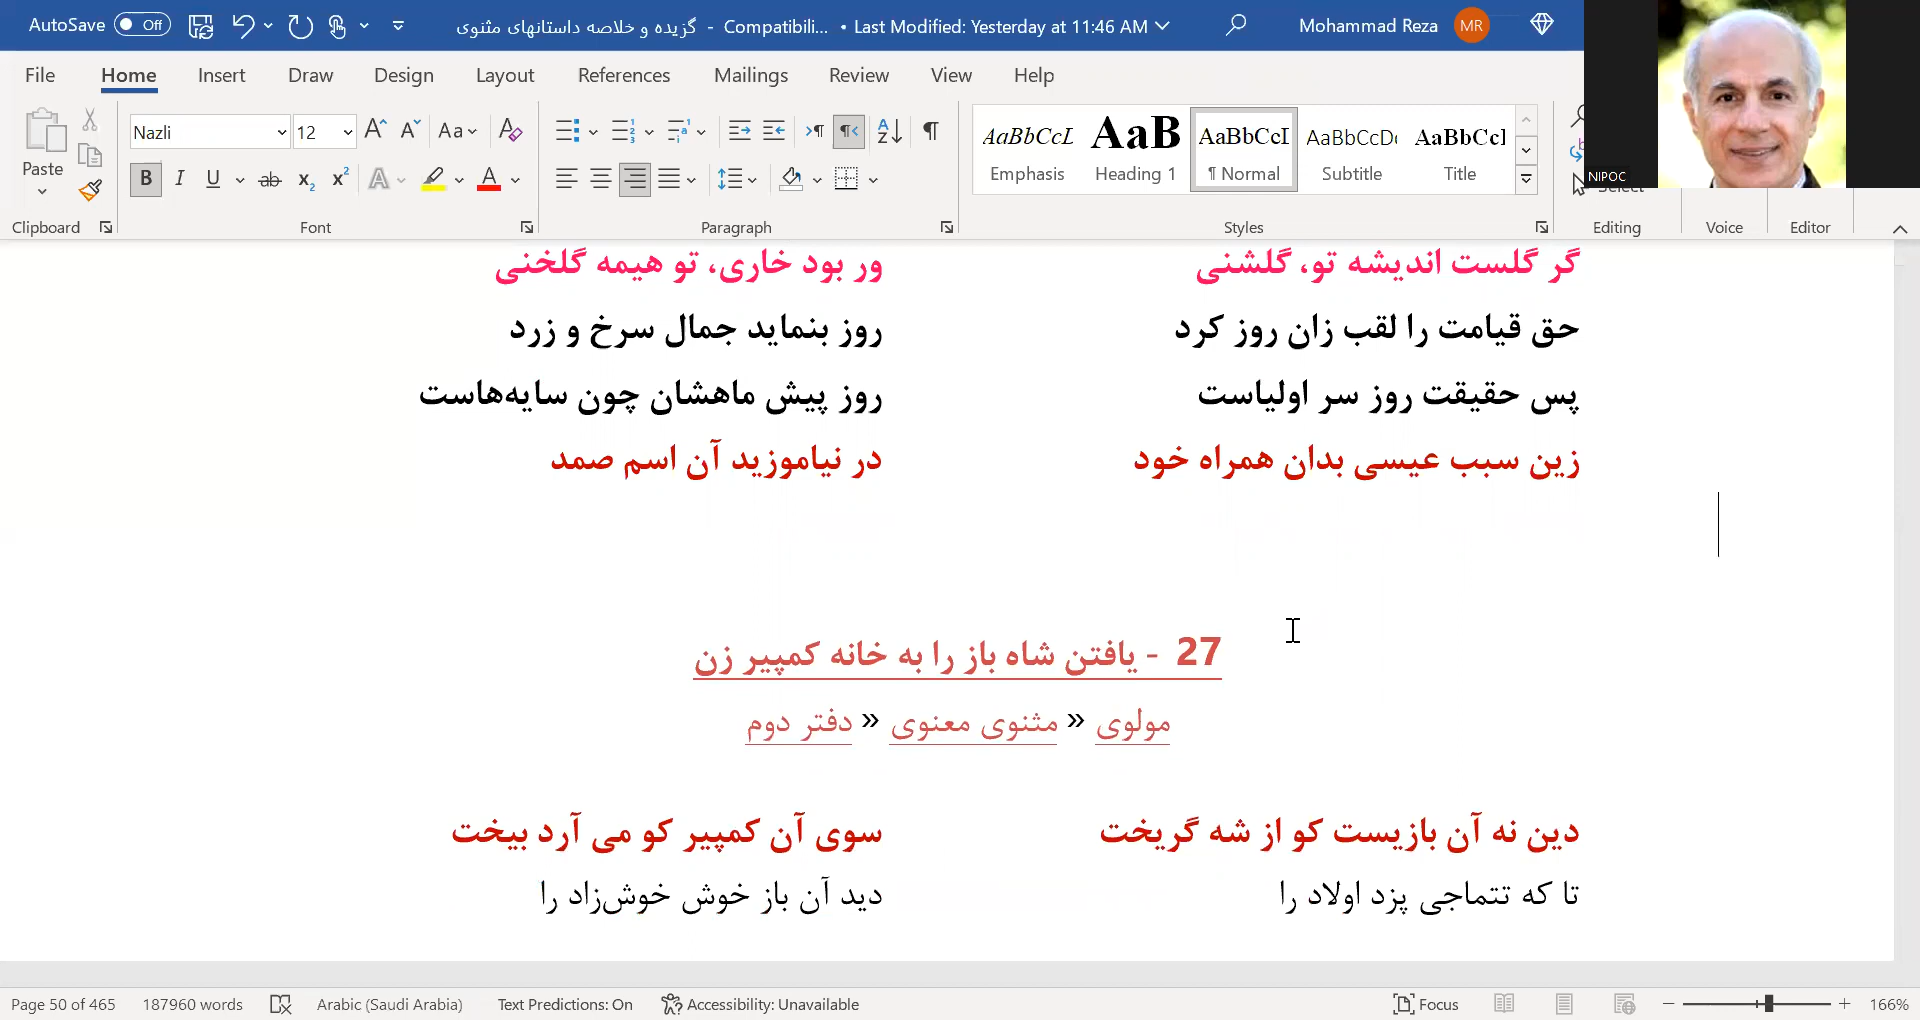 AutoSave Off گزیده و خلاصه داستانهای مثنوی - Compatibili... • Last Modified: Yesterday at 11:46 AM Mohammad Reza MR
File Home Insert Draw Design Layout References Mailings Review View Help
Nazli 12
Paste
Clipboard Font Paragraph
AaBbCcI AaB AaBbCcI AaBbCcD AaBbCcI
Emphasis Heading 1 ¶ Normal Subtitle Title
Styles
NIPOC
Select
Editing Voice Editor
گر گلست اندیشه تو، گلشنی ور بود خاری، تو هیمه گلخنی
حق قیامت را لقب زان روز کرد روز بنماید جمال سرخ و زرد
پس حقیقت روز سر اولیاست روز پیش ماهشان چون سایه‌هاست
زین سبب عیسی بدان همراه خود در نیاموزید آن اسم صمد
27 - یافتن شاه باز را به خانه کمپیر زن
مولوی » مثنوی معنوی » دفتر دوم
دین نه آن بازیست کو از شه گریخت سوی آن کمپیر کو می آرد بیخت
تا که تتماجی پزد اولاد را دید آن باز خوش خوش‌زاد را
Page 50 of 465 187960 words Arabic (Saudi Arabia) Text Predictions: On Accessibility: Unavailable Focus 166%